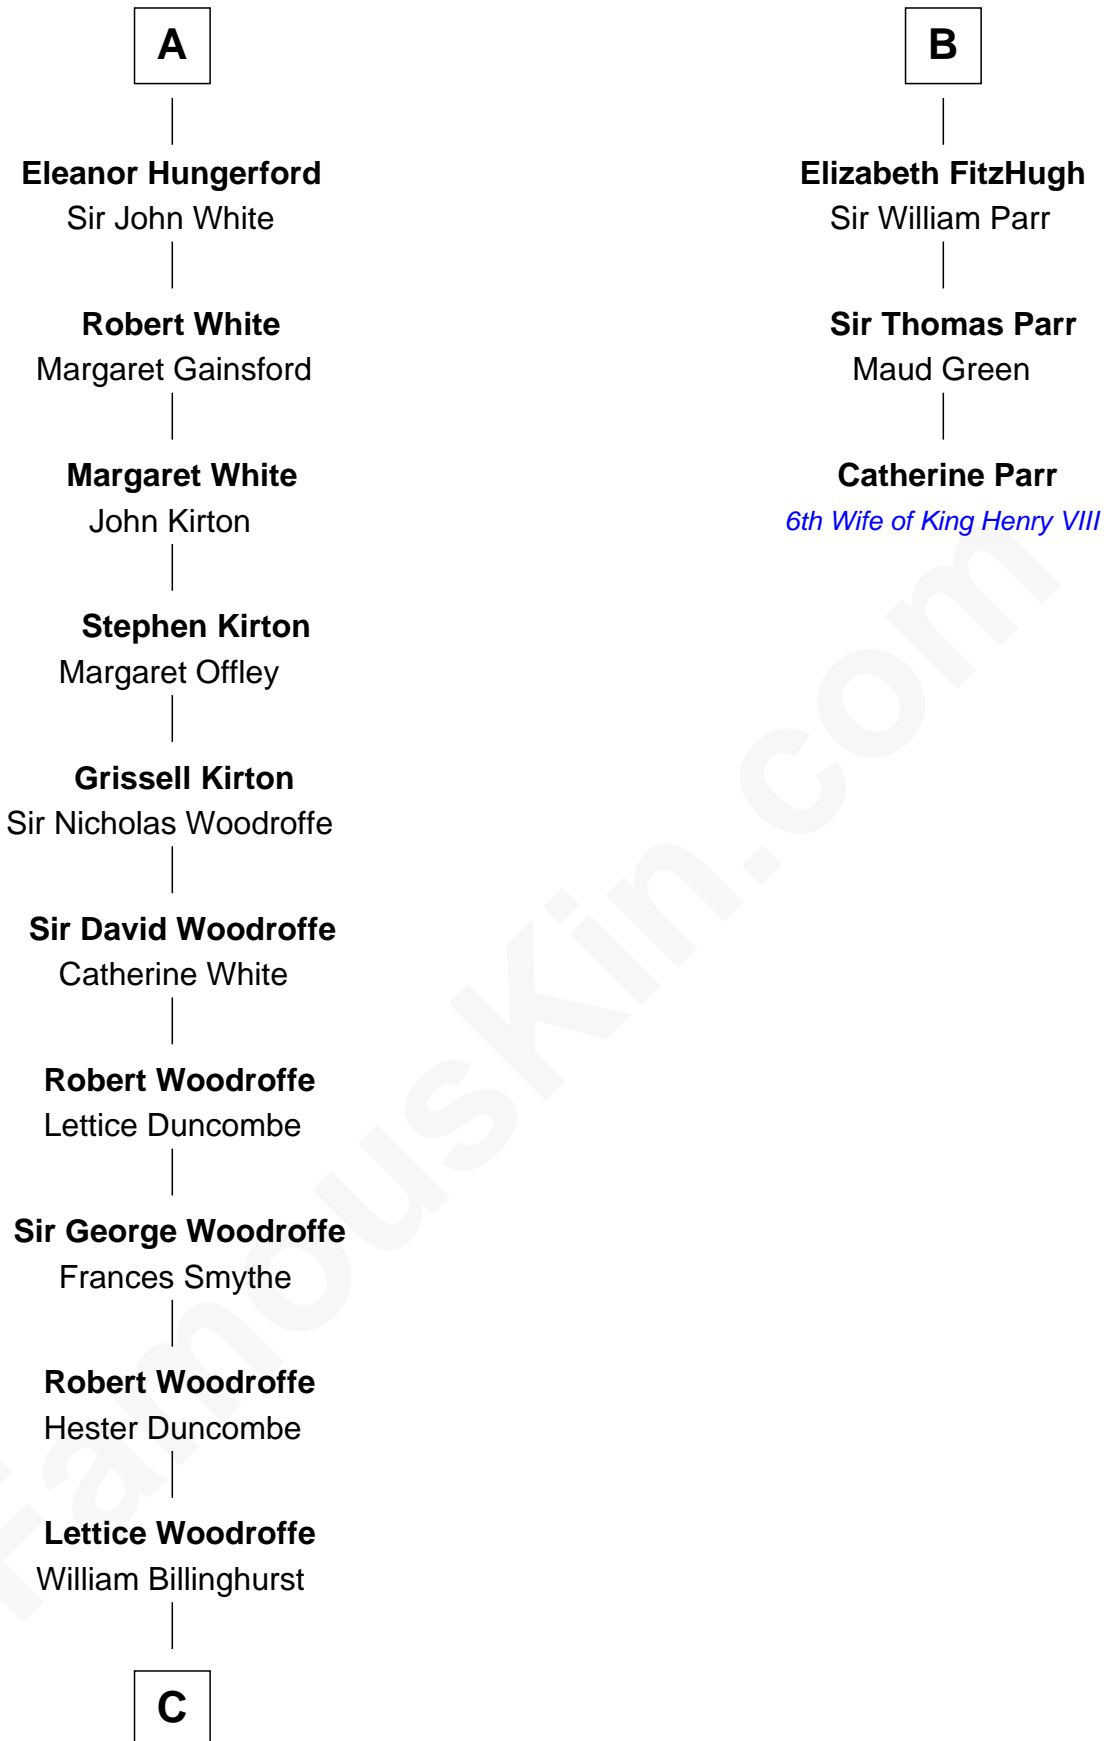 A
Eleanor Hungerford
Sir John White
Robert White
Margaret Gainsford
Margaret White
John Kirton
Stephen Kirton
Margaret Offley
Grissell Kirton
Sir Nicholas Woodroffe
Sir David Woodroffe
Catherine White
Robert Woodroffe
Lettice Duncombe
Sir George Woodroffe
Frances Smythe
Robert Woodroffe
Hester Duncombe
Lettice Woodroffe
William Billinghurst
C
B
Elizabeth FitzHugh
Sir William Parr
Sir Thomas Parr
Maud Green
Catherine Parr
6th Wife of King Henry VIII
FamousKin.com